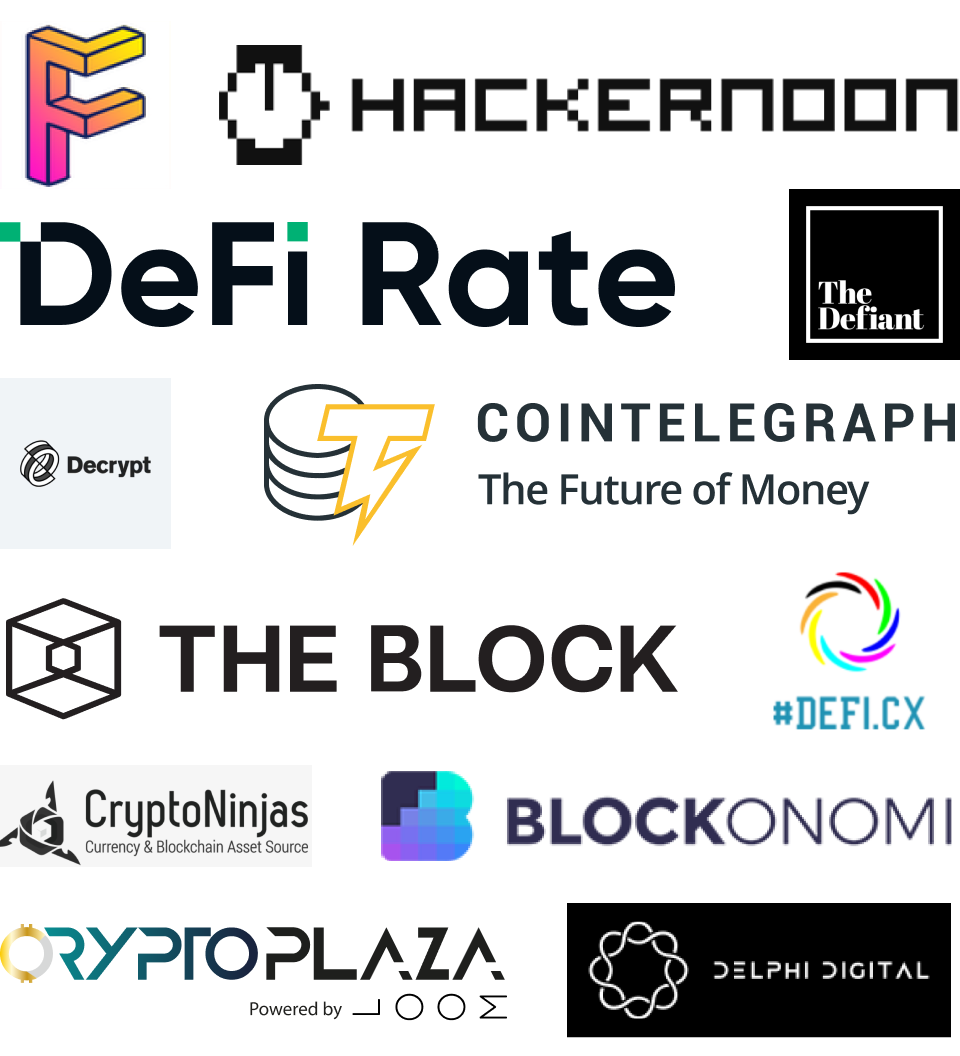 F
HACKERNOON
DeFi Rate
The
Defiant
Decrypt
COINTELEGRAPH
The Future of Money
THE BLOCK
#DEFI.CX
CryptoNinjas
Currency & Blockchain Asset Source
BLOCKONOMI
CRYPTOPLAZA
Powered by
DELPHI DIGITAL